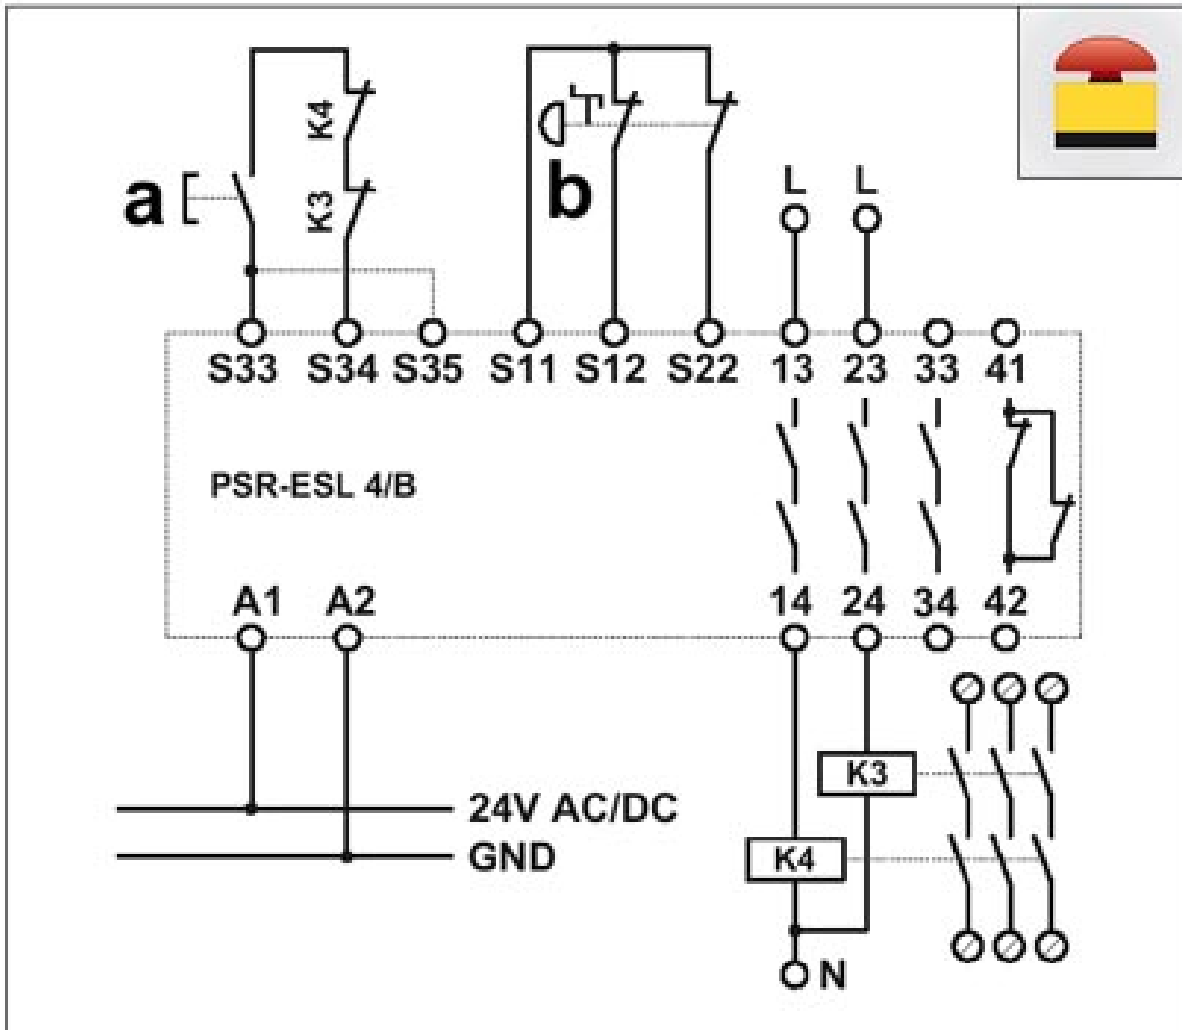 K4
K3
a
b
L L
S33 S34 S35 S11 S12 S22 13 23 33 41
PSR-ESL 4/B
A1 A2 14 24 34 42
K3
24V AC/DC
K4
GND
N